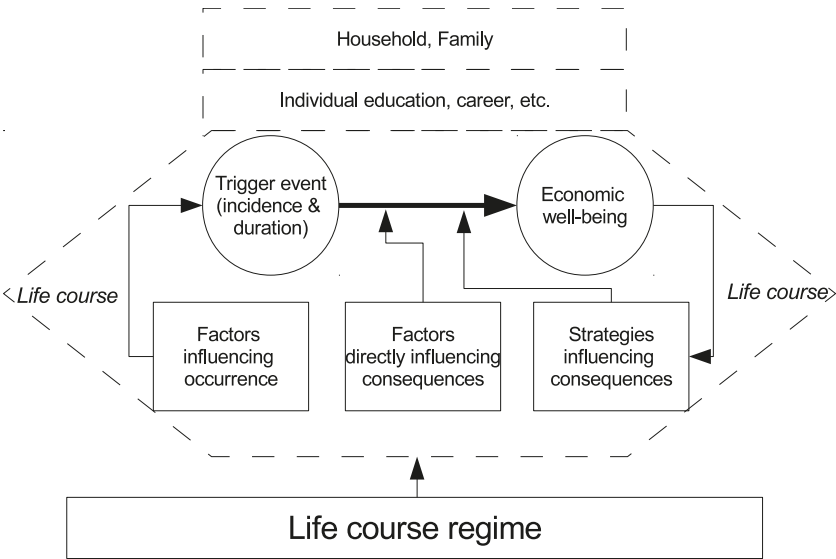 Household, Family
Individual education, career, etc.
Trigger event
(incidence &
duration)
Economic
well-being
Life course
Life course
Factors
influencing
occurrence
Factors
directly influencing
consequences
Strategies
influencing
consequences
Life course regime